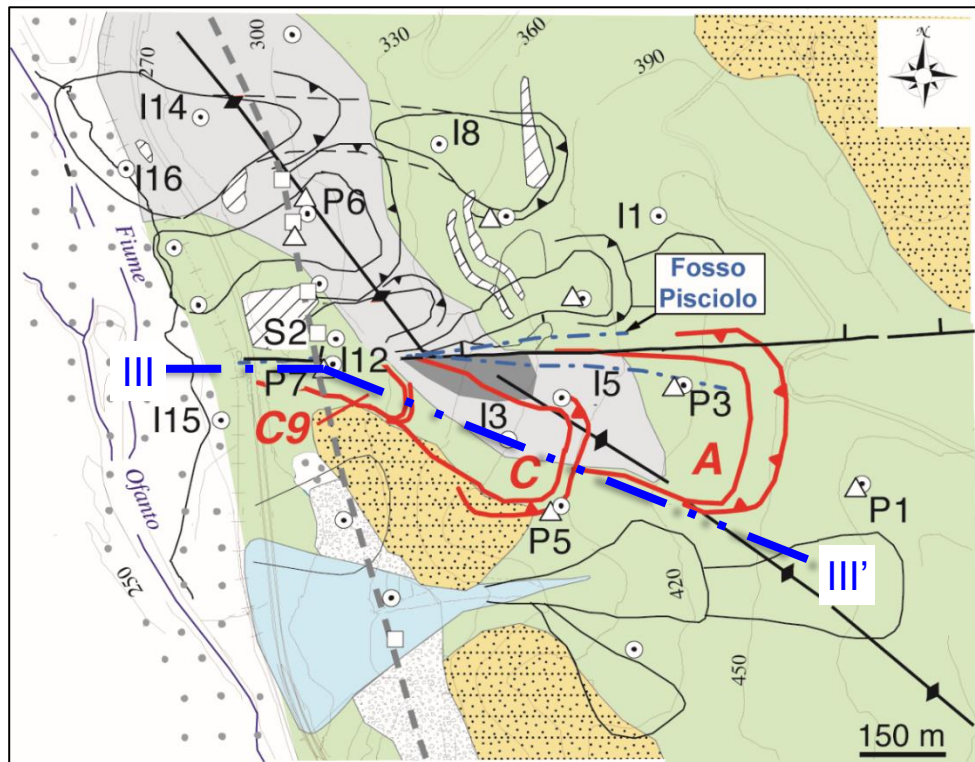 N
270
300
330
360
390
I14
I8
I16
P6
I1
Fiume
Fosso
Pisciolo
S2
III
I12
P7
I5
P3
I15
C9
I3
A
C
P1
Ofanto
P5
III'
250
420
450
150 m